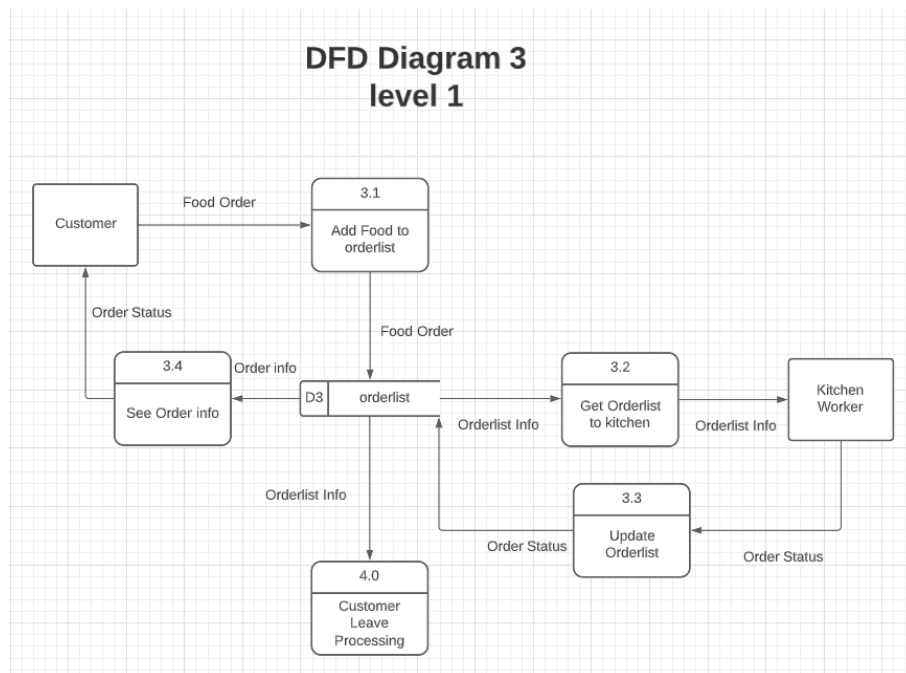 DFD Diagram 3
level 1
Customer
Food Order
3.1
Add Food to
orderlist
Order Status
Food Order
3.4
See Order info
Order info
D3
orderlist
Orderlist Info
3.2
Get Orderlist
to kitchen
Orderlist Info
Kitchen
Worker
Orderlist Info
Order Status
3.3
Update
Orderlist
Order Status
4.0
Customer
Leave
Processing